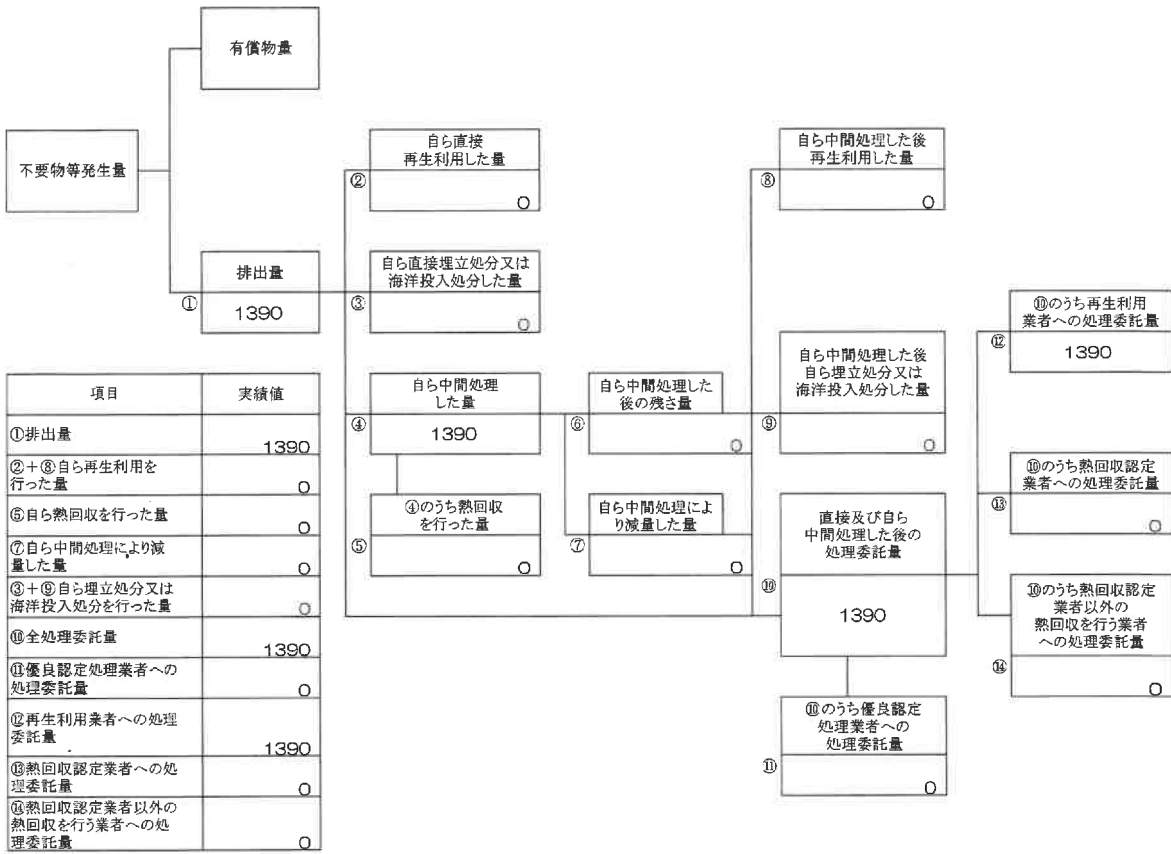 有償物量
不要物等発生量
排出量
①
1390
自ら直接
再生利用した量
②
0
自ら直接埋立処分又は
海洋投入処分した量
③
0
自ら中間処理
した量
④
1390
④のうち熱回収
を行った量
⑤
0
自ら中間処理した
後の残さ量
⑥
0
自ら中間処理によ
り減量した量
⑦
0
自ら中間処理した後
再生利用した量
⑧
0
自ら中間処理した後
自ら埋立処分又は
海洋投入処分した量
⑨
0
直接及び自ら
中間処理した後の
処理委託量
⑩
1390
⑩のうち優良認定
処理業者への
処理委託量
⑪
0
⑩のうち再生利用
業者への処理委託量
⑫
1390
⑩のうち熱回収認定
業者への処理委託量
⑬
0
⑩のうち熱回収認定
業者以外の
熱回収を行う業者
への処理委託量
⑭
0
項目 実績値
①排出量 1390
②+⑧自ら再生利用を
行った量 0
⑤自ら熱回収を行った量 0
⑦自ら中間処理により減
量した量 0
③+⑨自ら埋立処分又は
海洋投入処分を行った量 0
⑩全処理委託量 1390
⑪優良認定処理業者への
処理委託量 0
⑫再生利用業者への処理
委託量 1390
⑬熱回収認定業者への処
理委託量 0
⑭熱回収認定業者以外の
熱回収を行う業者への処
理委託量 0